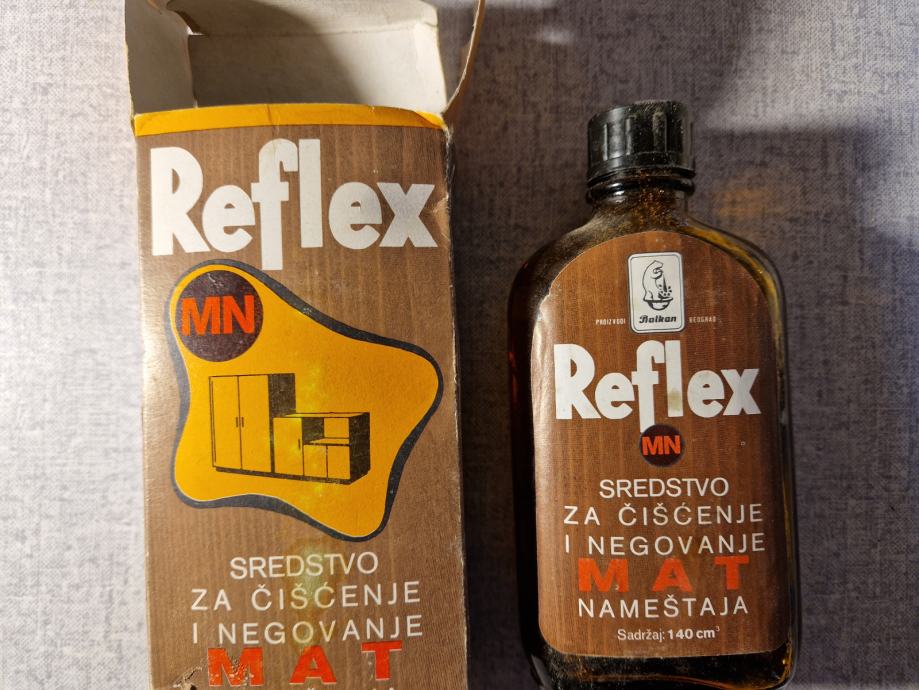 Reflex
MN
SREDSTVO
ZA ČIŠĆENJE
I NEGOVANJE
MAT
Balkan
PROIZVODI BEOGRAD
Reflex
MN
SREDSTVO
ZA ČIŠĆENJE
I NEGOVANJE
MAT
NAMEŠTAJA
Sadržaj: 140 cm³